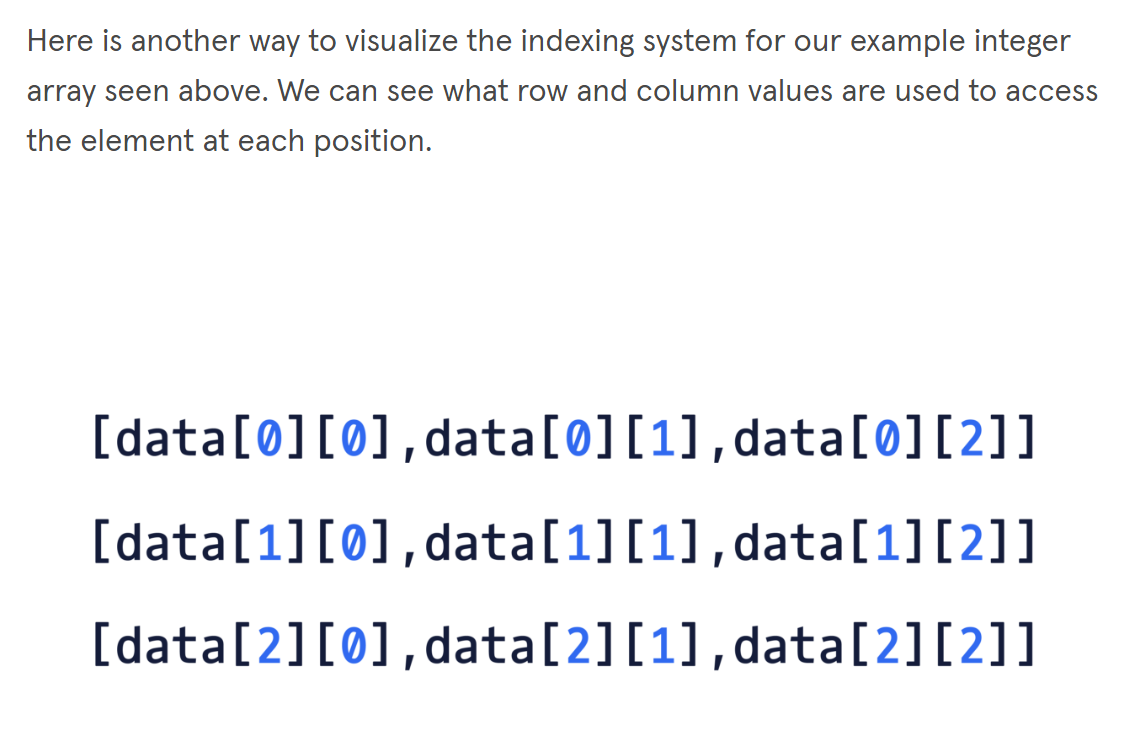 Here is another way to visualize the indexing system for our example integer
array seen above. We can see what row and column values are used to access
the element at each position.
[data[0][0],data[0][1],data[0][2]]
[data[1][0],data[1][1],data[1][2]]
[data[2][0],data[2][1],data[2][2]]